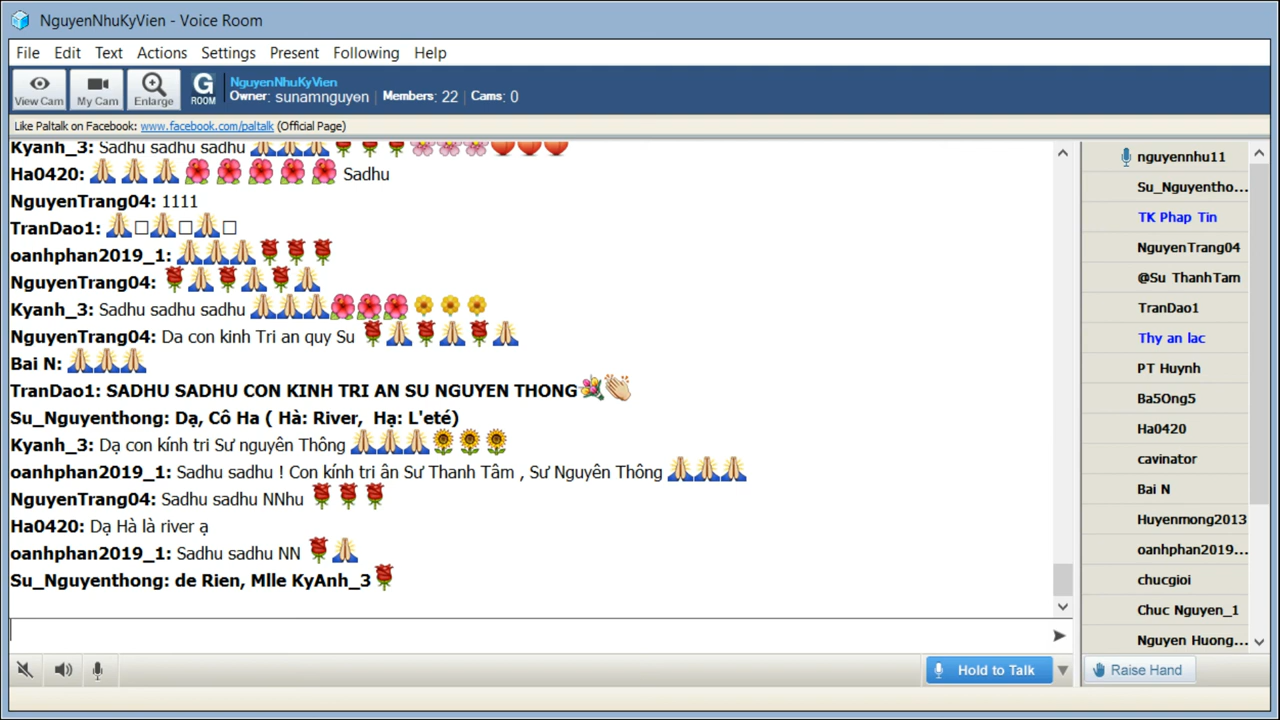 NguyenNhuKyVien - Voice Room
File Edit Text Actions Settings Present Following Help
View Cam My Cam Enlarge G ROOM
NguyenNhuKyVien
Owner: sunamnguyen | Members: 22 | Cams: 0
Like Paltalk on Facebook: www.facebook.com/paltalk (Official Page)
Kyanh_3: Sadhu sadhu sadhu 🙏🏼🙏🏼🙏🏼🌹🌹🌹🌸🌸🌸❤❤❤
Ha0420: 🙏🏼 🙏🏼 🙏🏼🌺 🌺 🌺 🌺 🌺 Sadhu
NguyenTrang04: 1111
TranDao1: 🙏🏼□🙏🏼□🙏🏼□
oanhphan2019_1: 🙏🏼🙏🏼🙏🏼🌹🌹🌹
NguyenTrang04: 🌹🙏🏼🌹🙏🏼🌹🙏🏼
Kyanh_3: Sadhu sadhu sadhu 🙏🏼🙏🏼🙏🏼🌺🌺🌺🌼🌼🌼
NguyenTrang04: Da con kinh Tri an quy Su 🌹🙏🏼🌹🙏🏼🌹🙏🏼
Bai N: 🙏🏼🙏🏼🙏🏼
TranDao1: SADHU SADHU CON KINH TRI AN SU NGUYEN THONG💐👏🏼
Su_Nguyenthong: Dạ, Cô Ha ( Hà: River, Hạ: L'eté)
Kyanh_3: Dạ con kính tri Sư nguyên Thông 🙏🏼🙏🏼🙏🏼🌻🌻🌻
oanhphan2019_1: Sadhu sadhu ! Con kính tri ân Sư Thanh Tâm , Sư Nguyên Thông 🙏🏼🙏🏼🙏🏼
NguyenTrang04: Sadhu sadhu NNhu 🌹🌹🌹
Ha0420: Dạ Hà là river ạ
oanhphan2019_1: Sadhu sadhu NN 🌹🙏🏼
Su_Nguyenthong: de Rien, Mlle KyAnh_3🌹
nguyennhu11
Su_Nguyentho...
TK Phap Tin
NguyenTrang04
@Su ThanhTam
TranDao1
Thy an lac
PT Huynh
Ba5Ong5
Ha0420
cavinator
Bai N
Huyenmong2013
oanhphan2019...
chucgioi
Chuc Nguyen_1
Nguyen Huong...
Hold to Talk
Raise Hand